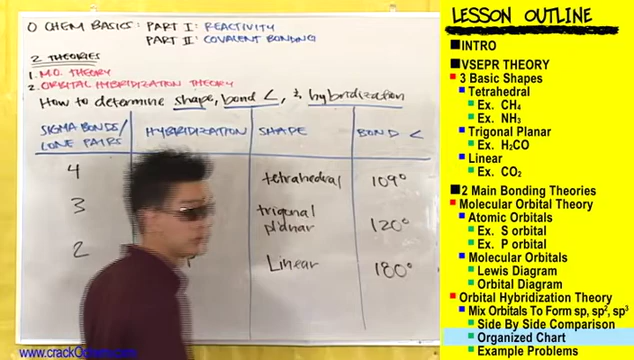 O CHEM BASICS: PART I: REACTIVITY
PART II: COVALENT BONDING
2 THEORIES
1. M.O. THEORY
2. ORBITAL HYBRIDIZATION THEORY
How to determine shape, bond <, & hybridization
SIGMA BONDS/ LONE PAIRS HYBRIDIZATION SHAPE BOND <
4 tetrahedral 109°
3 trigonal planar 120°
2 p Linear 180°
www.crackOchem.com
LESSON OUTLINE
INTRO
VSEPR THEORY
3 Basic Shapes
Tetrahedral
Ex. CH₄
Ex. NH₃
Trigonal Planar
Ex. H₂CO
Linear
Ex. CO₂
2 Main Bonding Theories
Molecular Orbital Theory
Atomic Orbitals
Ex. S orbital
Ex. P orbital
Molecular Orbitals
Lewis Diagram
Orbital Diagram
Orbital Hybridization Theory
Mix Orbitals To Form sp, sp², sp³
Side By Side Comparison
Organized Chart
Example Problems